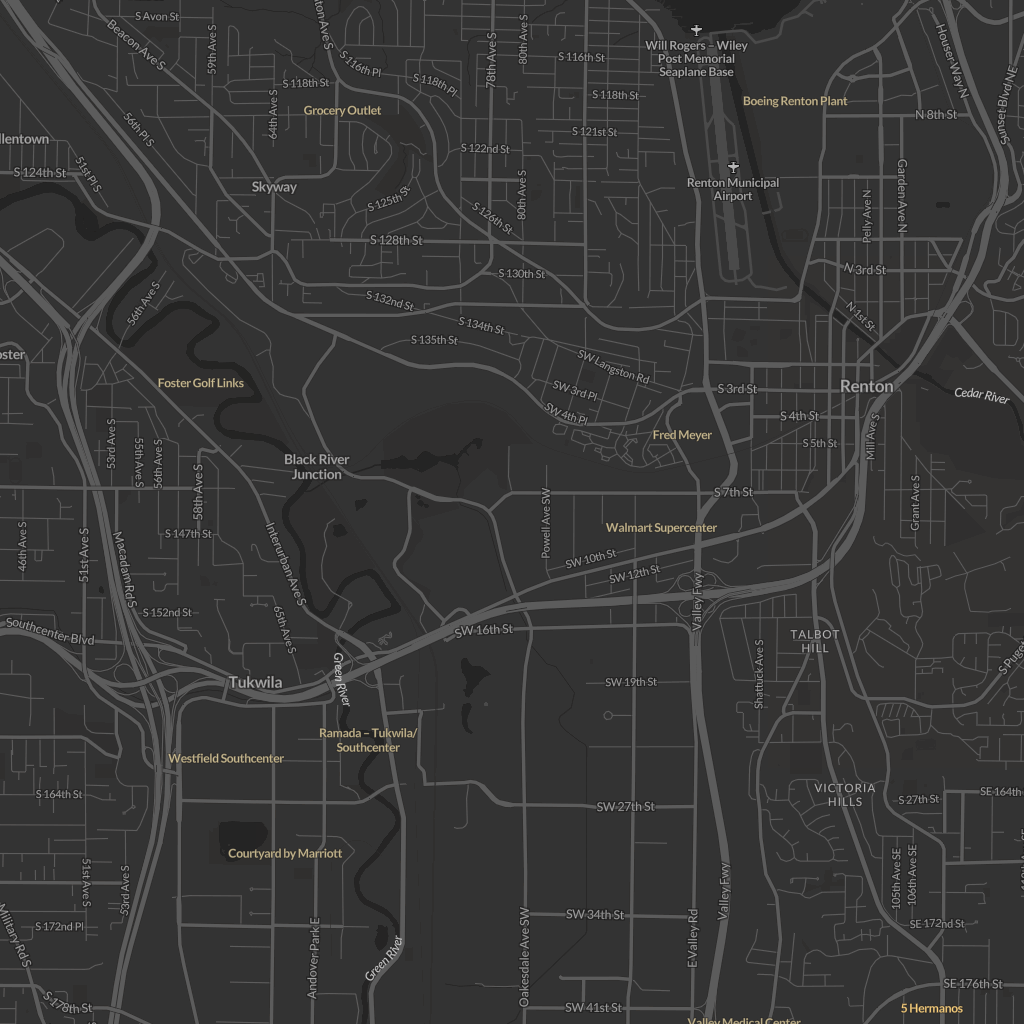 S Avon St
Beacon Ave S
59th Ave S
ton Ave S
78th Ave S
80th Ave S
S 116th St
S 116th Pl
S 118th St
S 118th Pl
S 118th St
Will Rogers – Wiley
Post Memorial
Seaplane Base
Houser Way N
Sunset Blvd NE
Boeing Renton Plant
N 8th St
Grocery Outlet
64th Ave S
56th Pl S
S 121st St
S 122nd St
llentown
S 124th St
51st Pl S
Skyway
S 125th St
80th Ave S
S 126th St
Renton Municipal
Airport
Garden Ave N
Pelly Ave N
S 128th St
S 130th St
N 3rd St
56th Ave S
S 132nd St
S 134th St
S 135th St
N 1st St
oster
SW Langston Rd
Foster Golf Links
SW 3rd Pl
S 3rd St
Renton
Cedar River
SW 4th Pl
S 4th St
Fred Meyer
S 5th St
Mill Ave S
53rd Ave S
55th Ave S
56th Ave S
58th Ave S
Black River
Junction
S 7th St
Grant Ave S
Powell Ave SW
Walmart Supercenter
46th Ave S
51st Ave S
Macadam Rd S
S 147th St
Interurban Ave S
SW 10th St
SW 12th St
Valley Fwy
S 152nd St
65th Ave S
Southcenter Blvd
SW 16th St
TALBOT
HILL
Shattuck Ave S
S Puget
Tukwila
Green River
SW 19th St
Ramada – Tukwila/
Southcenter
Westfield Southcenter
S 164th St
SW 27th St
VICTORIA
HILLS
S 27th St
SE 164th
Courtyard by Marriott
51st Ave S
53rd Ave S
Valley Fwy
105th Ave SE
106th Ave SE
Military Rd S
S 172nd Pl
SW 34th St
SE 172nd St
Andover Park E
Green River
Oakesdale Ave SW
E Valley Rd
SE 176th St
S 178th St
SW 41st St
5 Hermanos
Valley Medical Center